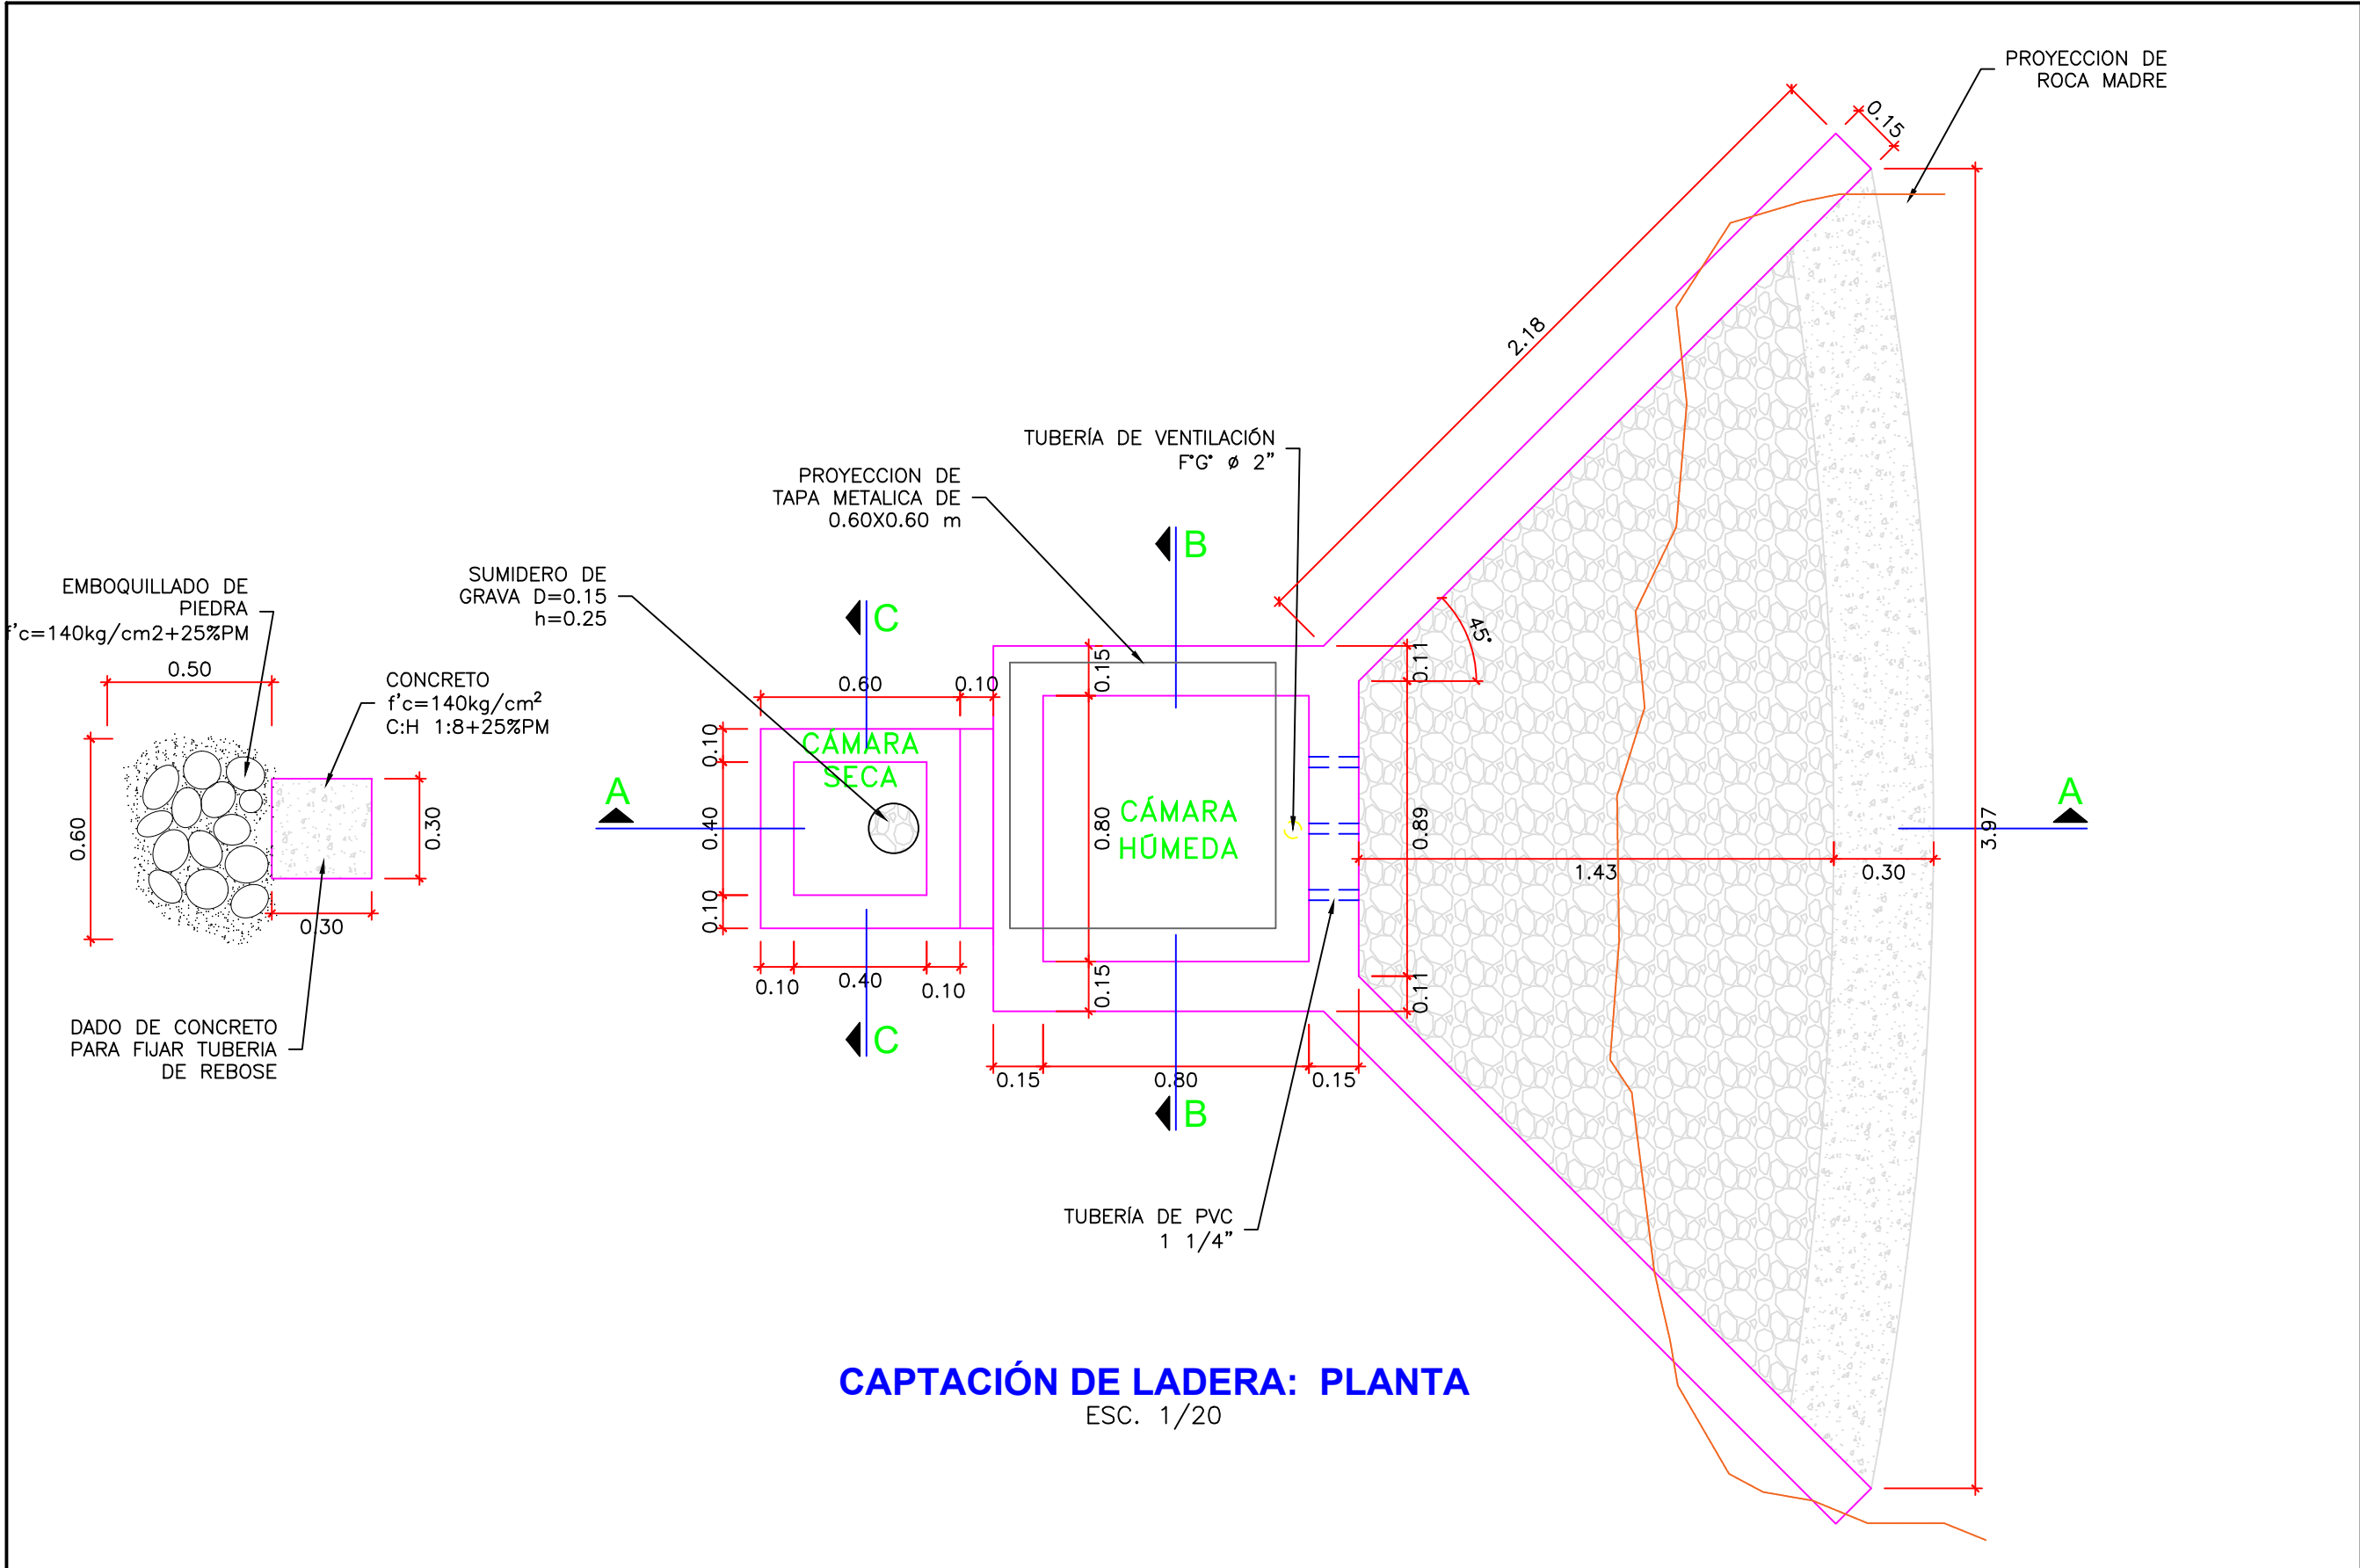 PROYECCION DE
ROCA MADRE
0.15
2.18
TUBERÍA DE VENTILACIÓN
F°G° ø 2"
PROYECCION DE
TAPA METALICA DE
0.60X0.60 m
B
SUMIDERO DE
GRAVA D=0.15
h=0.25
C
EMBOQUILLADO DE
PIEDRA
f'c=140kg/cm2+25%PM
0.50
CONCRETO
f'c=140kg/cm²
C:H 1:8+25%PM
0.60
0.10
0.15
0.11
45°
0.10
CÁMARA
SECA
A
0.60
0.30
0.40
0.80
CÁMARA
HÚMEDA
0.89
1.43
0.30
3.97
A
0.30
0.10
0.10
0.40
0.10
0.15
0.11
DADO DE CONCRETO
PARA FIJAR TUBERIA
DE REBOSE
C
0.15
0.80
0.15
B
TUBERÍA DE PVC
1 1/4"
CAPTACIÓN DE LADERA: PLANTA
ESC. 1/20